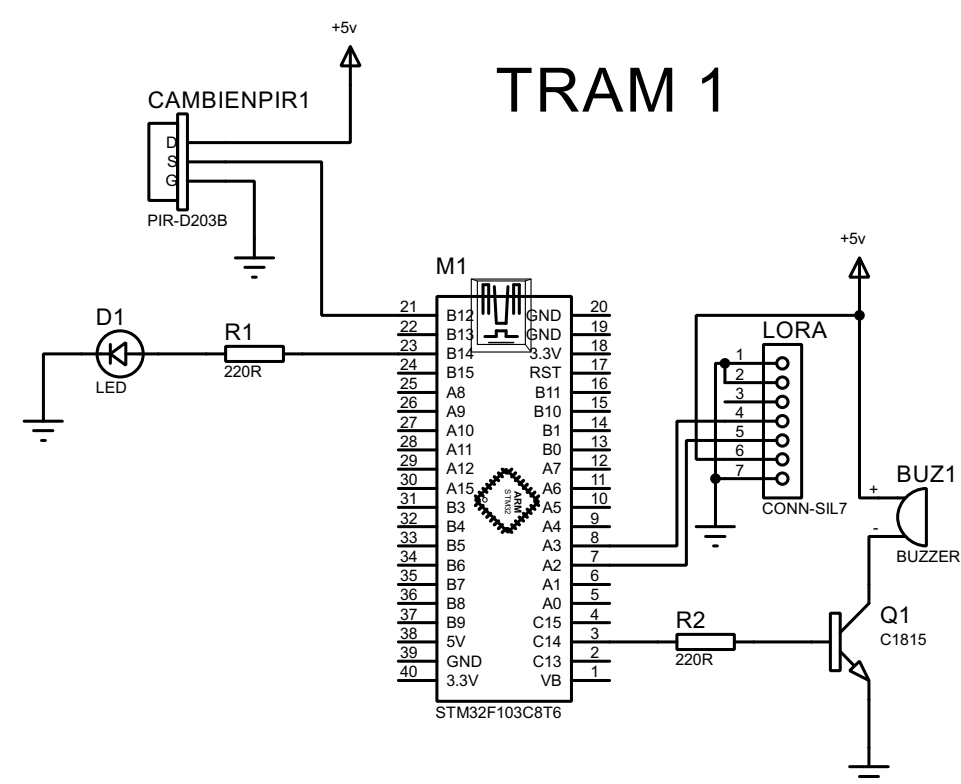 +5v
TRAM 1
CAMBIENPIR1
D
S
G
PIR-D203B
+5v
M1
D1
R1
LED
220R
21 B12 GND 20
22 B13 GND 19
23 B14 3.3V 18
24 B15 RST 17
25 A8 B11 16
26 A9 B10 15
27 A10 B1 14
28 A11 B0 13
29 A12 A7 12
30 A15 A6 11
31 B3 A5 10
32 B4 A4 9
33 B5 A3 8
34 B6 A2 7
35 B7 A1 6
36 B8 A0 5
37 B9 C15 4
38 5V C14 3
39 GND C13 2
40 3.3V VB 1
ARM
STM32
STM32F103C8T6
LORA
1
2
3
4
5
6
7
CONN-SIL7
BUZ1
+
-
BUZZER
R2
220R
Q1
C1815